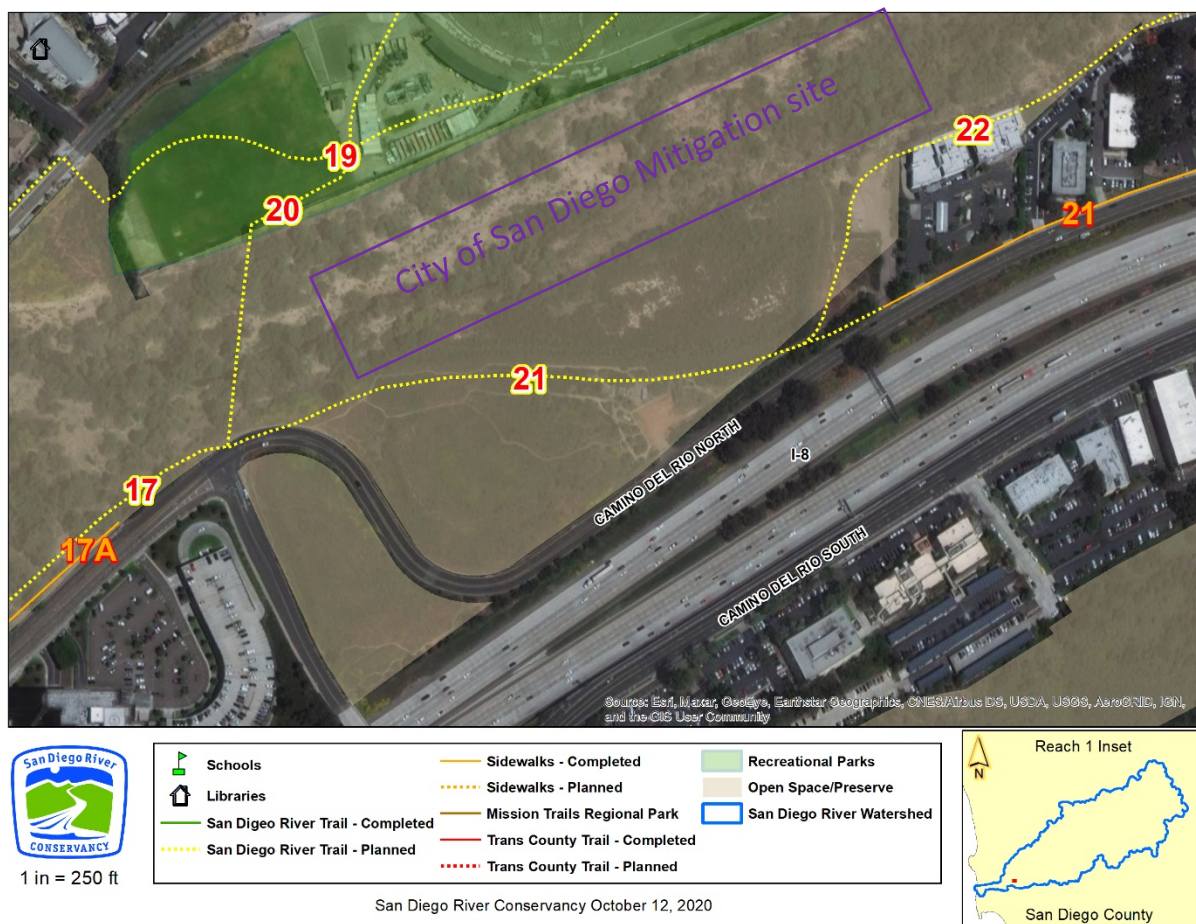 19
20
City of San Diego Mitigation site
22
21
21
17
17A
CAMINO DEL RIO NORTH
I-8
CAMINO DEL RIO SOUTH
Source: Esri, Maxar, GeoEye, Earthstar Geographics, CNES/Airbus DS, USDA, USGS, AeroGRID, IGN,
and the GIS User Community
San Diego River
CONSERVANCY
1 in = 250 ft
Schools
Libraries
San Digeo River Trail - Completed
San Diego River Trail - Planned
Sidewalks - Completed
Sidewalks - Planned
Mission Trails Regional Park
Trans County Trail - Completed
Trans County Trail - Planned
Recreational Parks
Open Space/Preserve
San Diego River Watershed
Reach 1 Inset
N
San Diego County
San Diego River Conservancy October 12, 2020